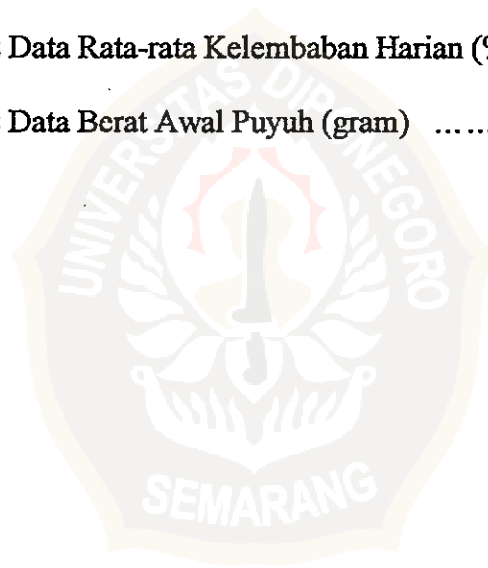 : Data Rata-rata Kelembaban Harian (%
: Data Berat Awal Puyuh (gram) ......
UNIVERSITAS DIPONEGORO
SEMARANG